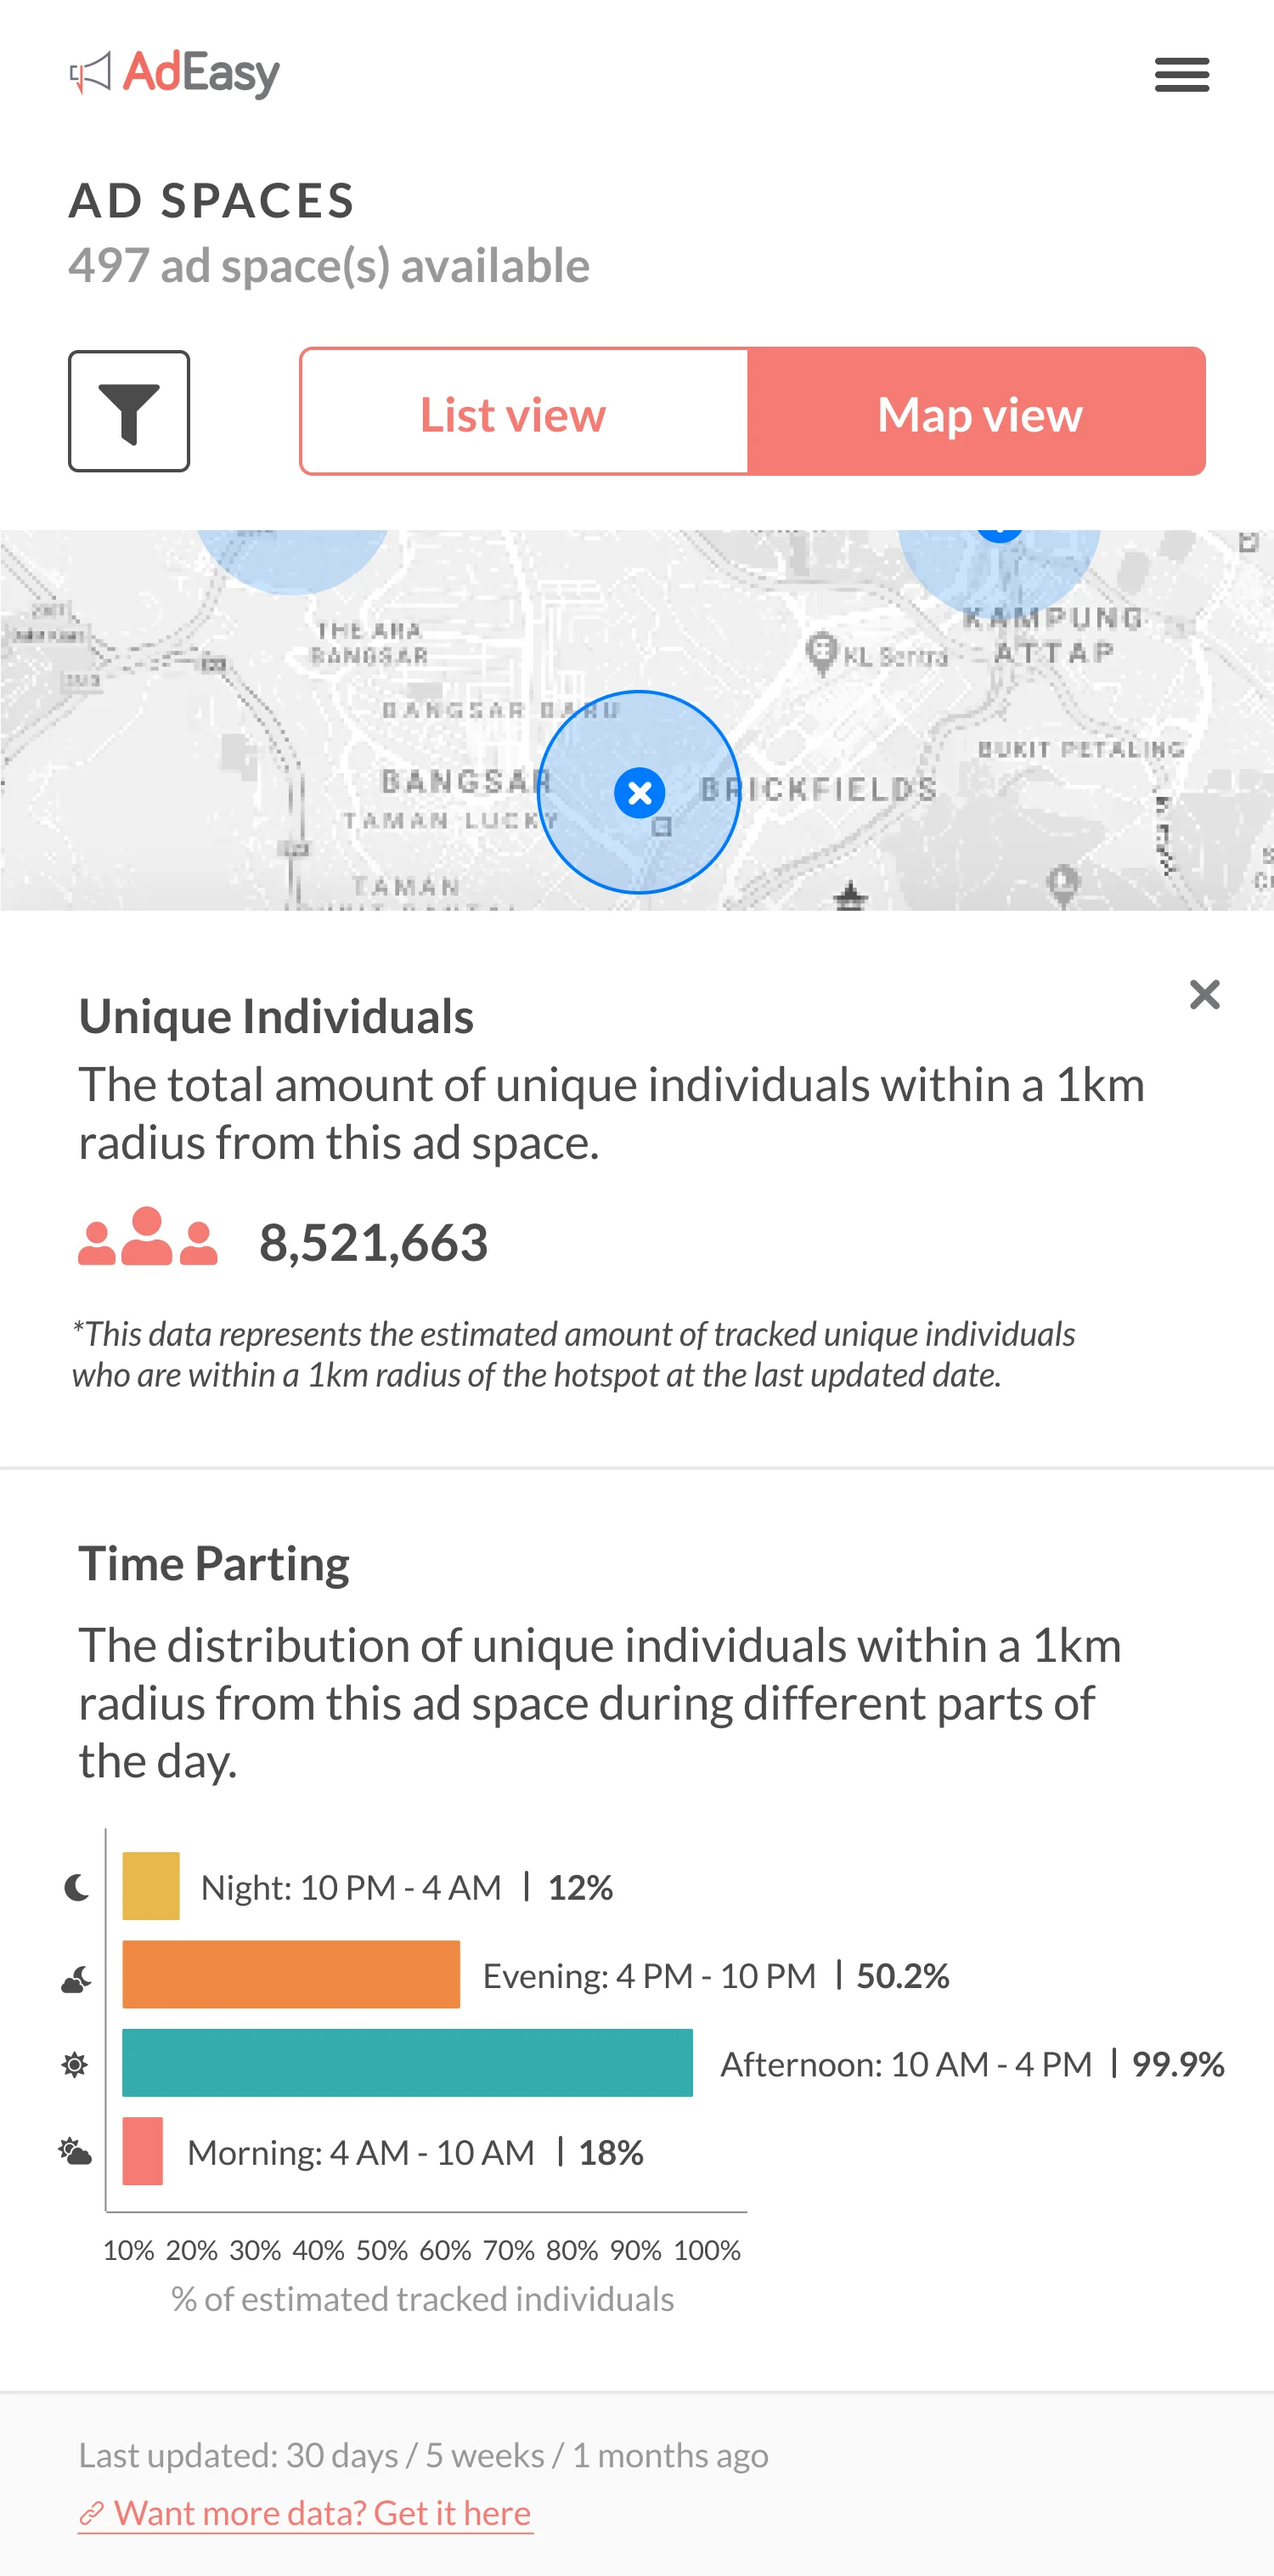 AdEasy
AD SPACES
497 ad space(s) available
List view
Map view
KAMPUNG
ATTAP
THE ARA
BANGSAR
KL Sentra
BANGSAR BARU
BUKIT PETALING
BANGSAR
BRICKFIELDS
TAMAN LUCKY
TAMAN
Unique Individuals
The total amount of unique individuals within a 1km
radius from this ad space.
8,521,663
*This data represents the estimated amount of tracked unique individuals
who are within a 1km radius of the hotspot at the last updated date.
Time Parting
The distribution of unique individuals within a 1km
radius from this ad space during different parts of
the day.
Night: 10 PM - 4 AM | 12%
Evening: 4 PM - 10 PM | 50.2%
Afternoon: 10 AM - 4 PM | 99.9%
Morning: 4 AM - 10 AM | 18%
10% 20% 30% 40% 50% 60% 70% 80% 90% 100%
% of estimated tracked individuals
Last updated: 30 days / 5 weeks / 1 months ago
Want more data? Get it here